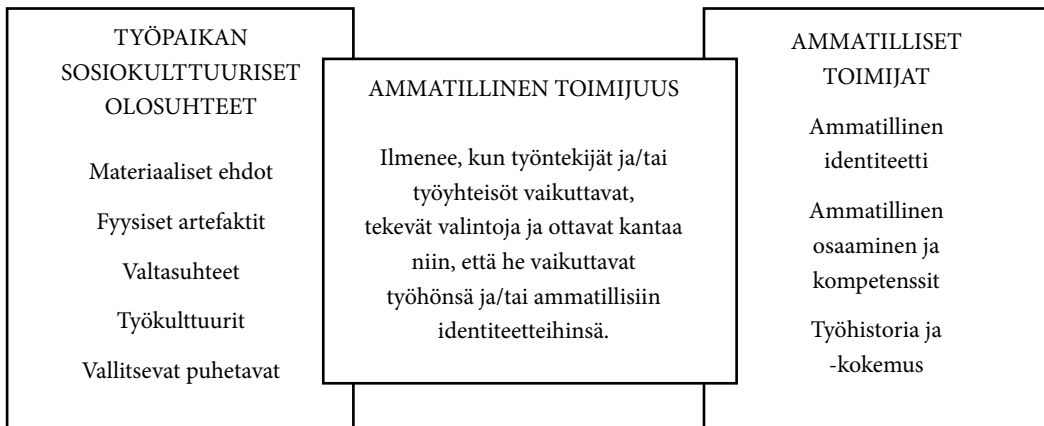 TYÖPAIKAN
SOSIOKULTTUURISET
OLOSUHTEET
Materiaaliset ehdot
Fyysiset artefaktit
Valtasuhteet
Työkulttuurit
Vallitsevat puhetavat
AMMATILLINEN TOIMIJUUS
Ilmenee, kun työntekijät ja/tai
työyhteisöt vaikuttavat,
tekevät valintoja ja ottavat kantaa
niin, että he vaikuttavat
työhönsä ja/tai ammatillisiin
identiteetteihinsä.
AMMATILLISET
TOIMIJAT
Ammatillinen
identiteetti
Ammatillinen
osaaminen ja
kompetenssit
Työhistoria ja
-kokemus